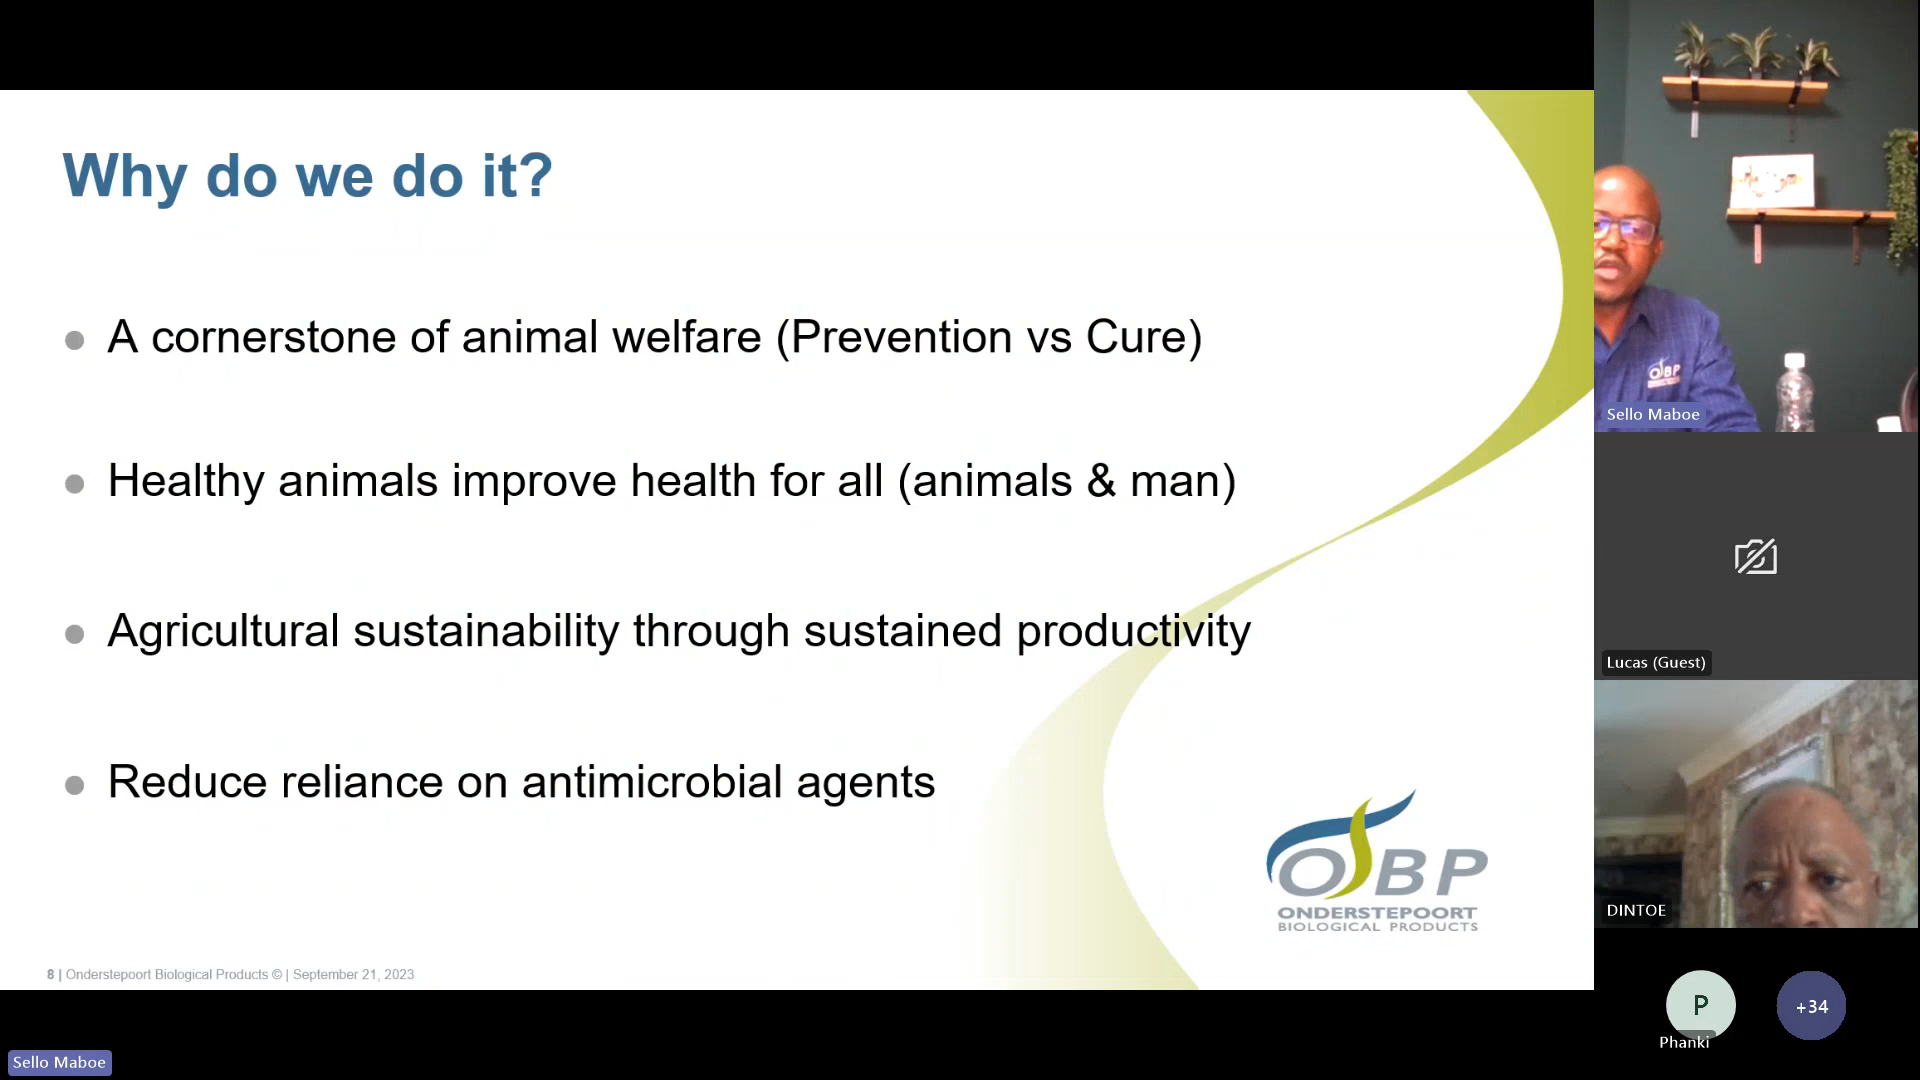 Why do we do it?
A cornerstone of animal welfare (Prevention vs Cure)
Healthy animals improve health for all (animals & man)
Agricultural sustainability through sustained productivity
Reduce reliance on antimicrobial agents
OBP
ONDERSTEPOORT
BIOLOGICAL PRODUCTS
8 | Onderstepoort Biological Products © | September 21, 2023
Sello Maboe
OBP
Sello Maboe
Lucas (Guest)
DINTOE
P
Phanki
+34